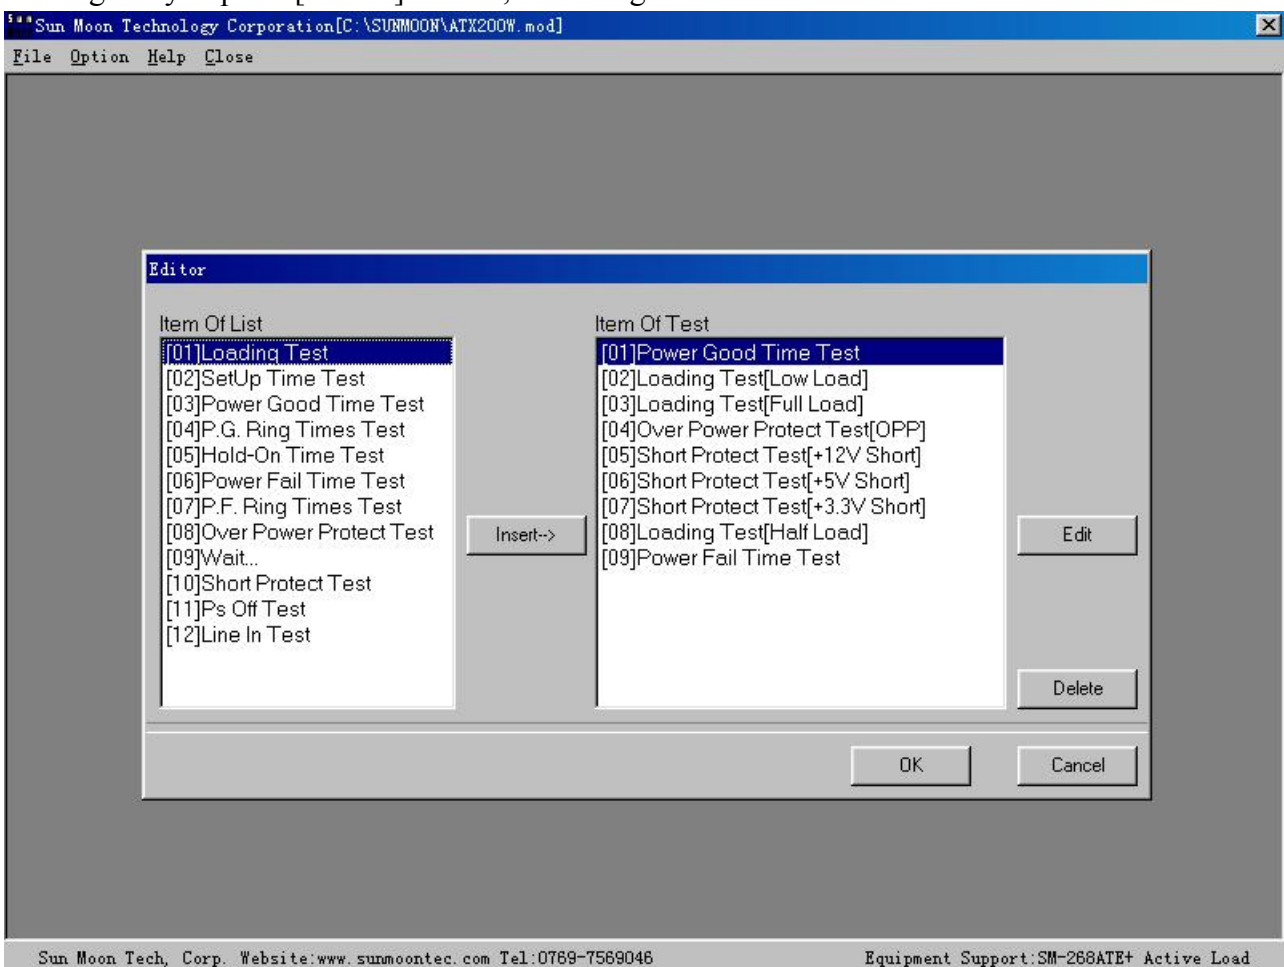 Sun Moon Technology Corporation[C:\SUNMOON\ATX200W.mod]
File Option Help Close
Editor
Item Of List
[01]Loading Test
[02]SetUp Time Test
[03]Power Good Time Test
[04]P.G. Ring Times Test
[05]Hold-On Time Test
[06]Power Fail Time Test
[07]P.F. Ring Times Test
[08]Over Power Protect Test
[09]Wait...
[10]Short Protect Test
[11]Ps Off Test
[12]Line In Test
Insert-->
Item Of Test
[01]Power Good Time Test
[02]Loading Test[Low Load]
[03]Loading Test[Full Load]
[04]Over Power Protect Test[OPP]
[05]Short Protect Test[+12V Short]
[06]Short Protect Test[+5V Short]
[07]Short Protect Test[+3.3V Short]
[08]Loading Test[Half Load]
[09]Power Fail Time Test
Edit
Delete
OK
Cancel
Sun Moon Tech, Corp. Website:www.sunmoontec.com Tel:0769-7569046
Equipment Support:SM-268ATE+ Active Load